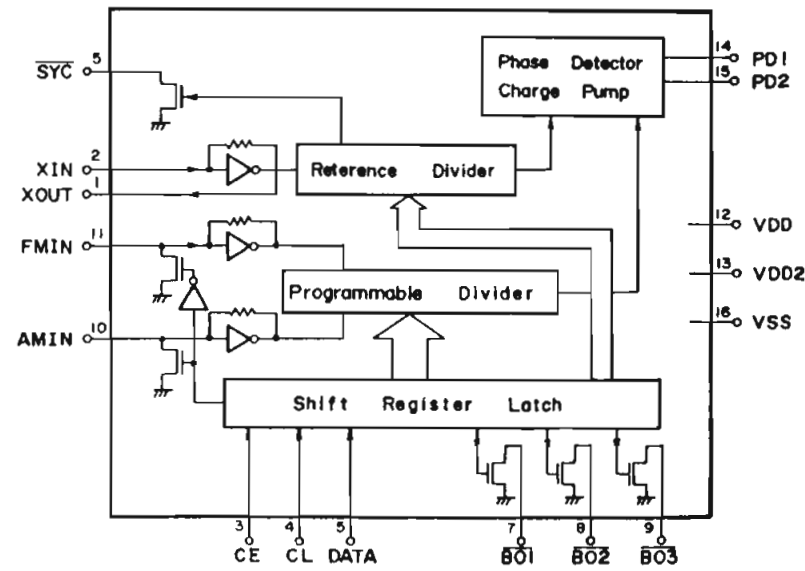 5
SYC
2
XIN
1
XOUT
11
FMIN
10
AMIN
Phase Detector
Charge Pump
14
PD1
15
PD2
Reference Divider
12
VDD
13
VDD2
Programmable Divider
16
VSS
Shift Register Latch
3
CE
4
CL
5
DATA
7
BO1
8
BO2
9
BO3